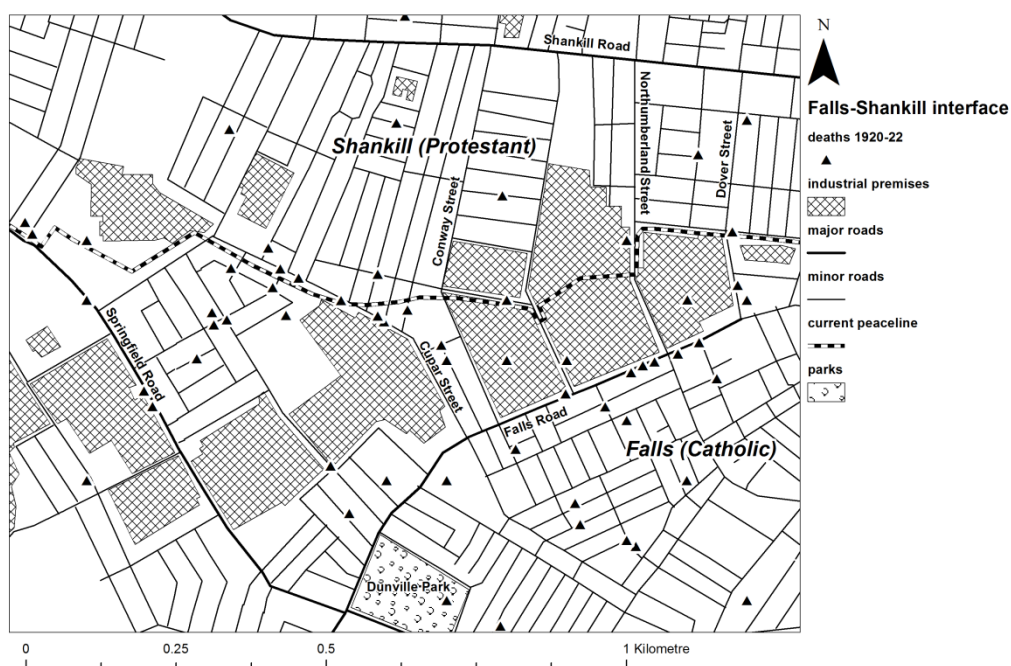 Shankill Road
Northumberland Street
Dover Street
Shankill (Protestant)
Conway Street
Springfield Road
Cupar Street
Falls Road
Falls (Catholic)
Dunville Park
N
Falls-Shankill interface
deaths 1920-22
industrial premises
major roads
minor roads
current peaceline
parks
0 0.25 0.5 1 Kilometre